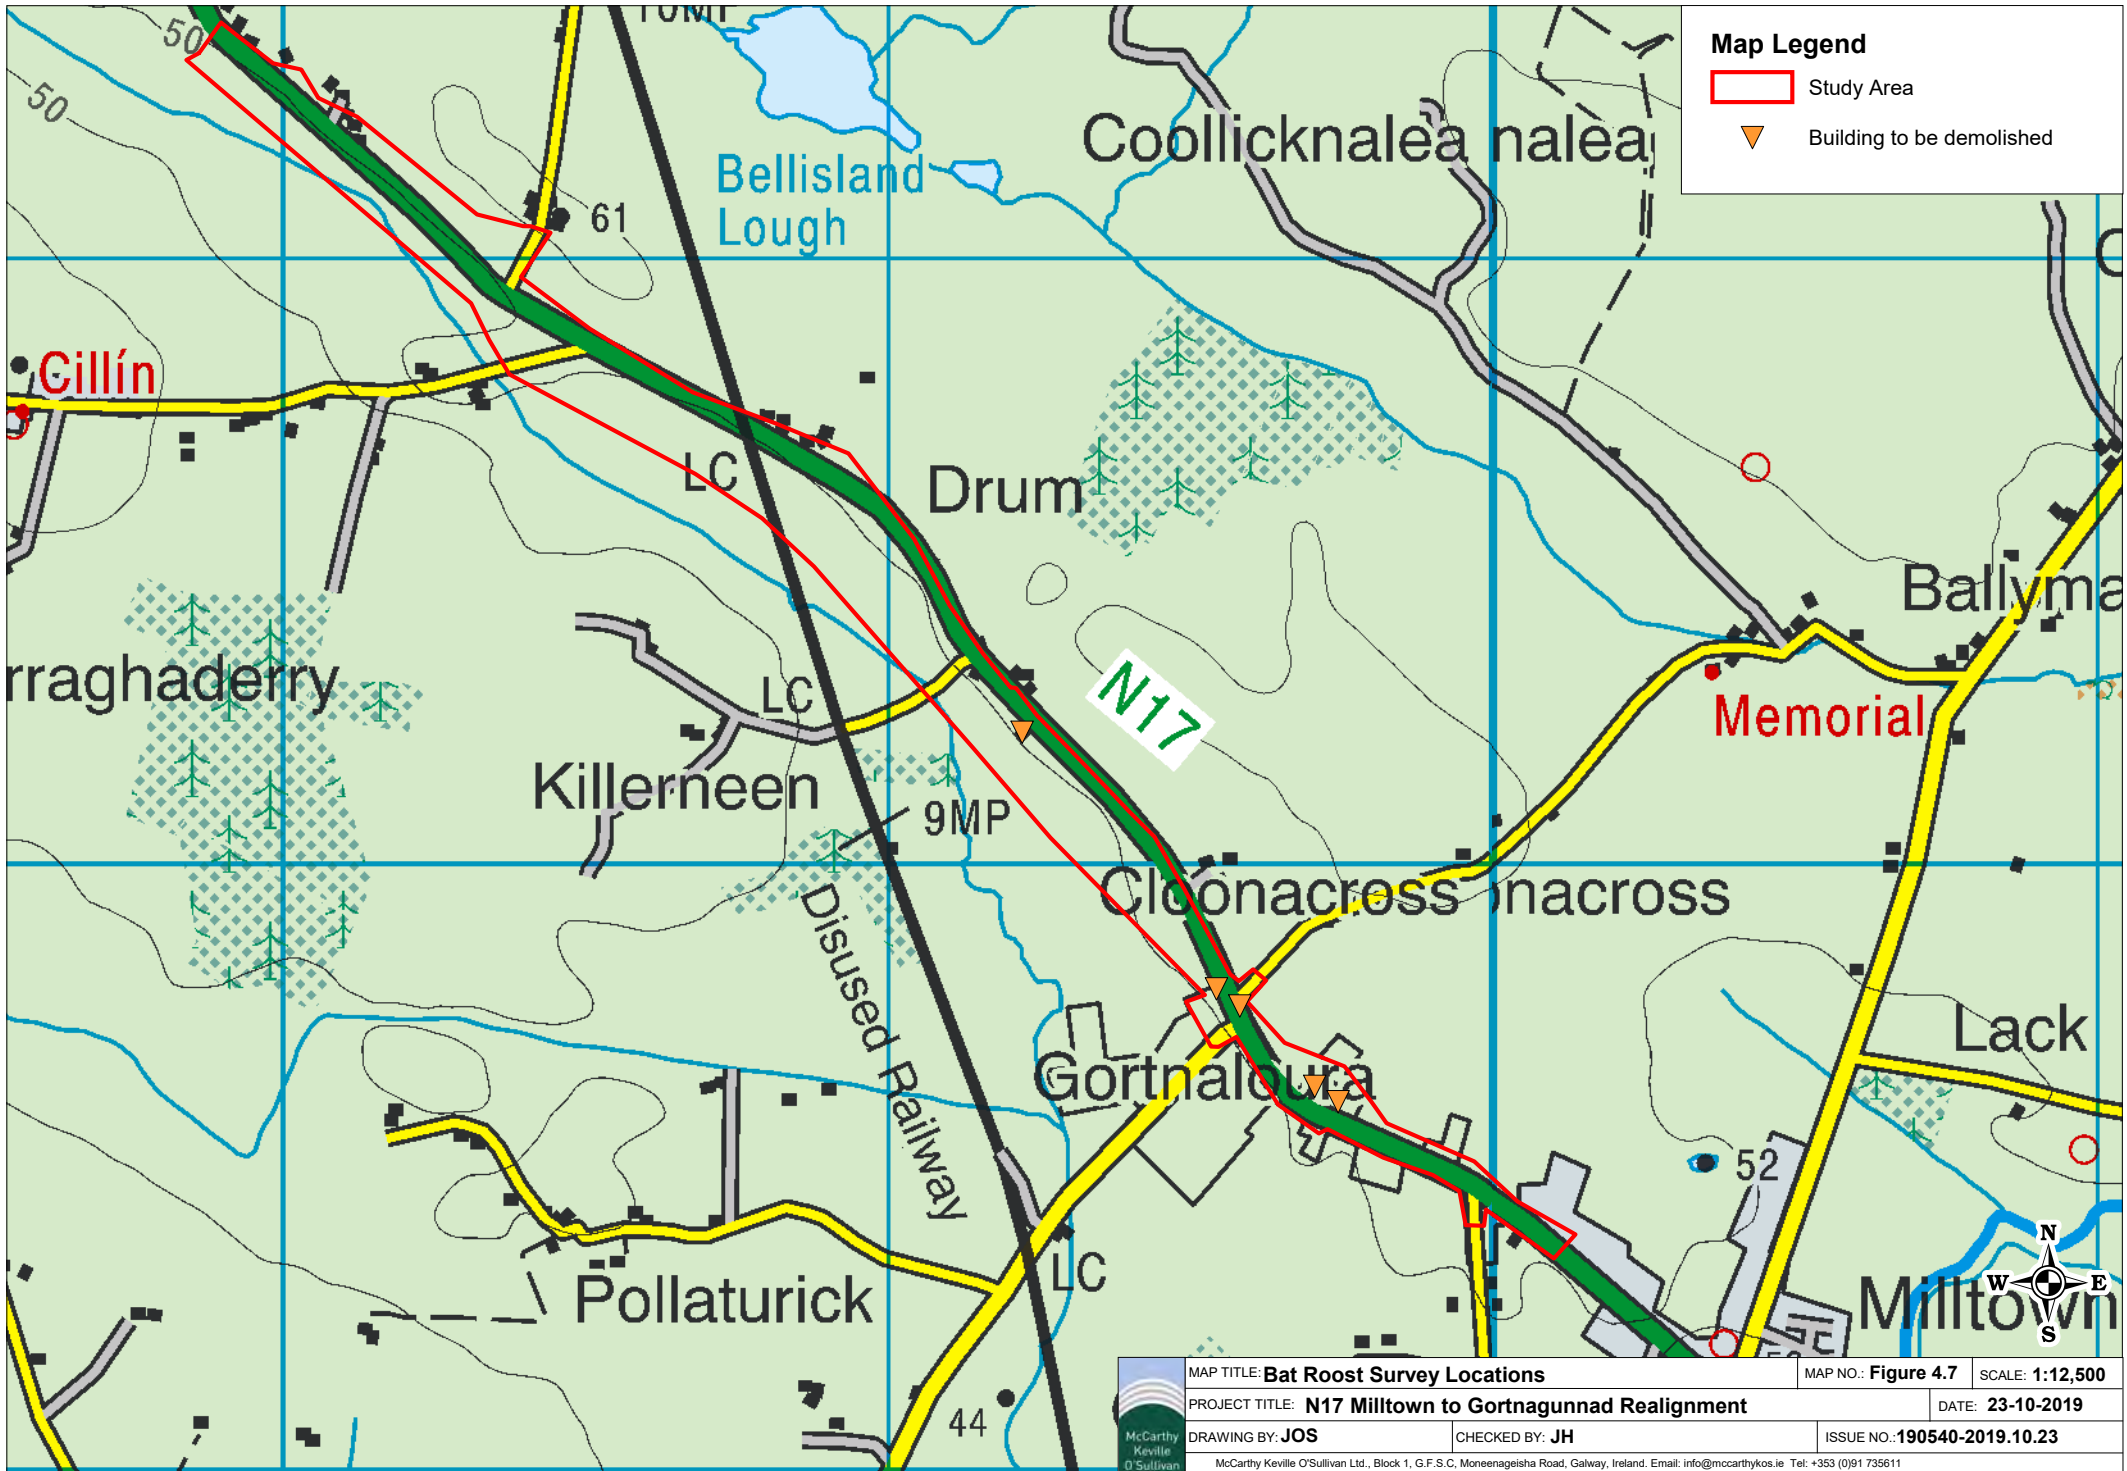 10MP
50
50
Map Legend
Study Area
Building to be demolished
Coollicknalea nalea
Bellisland
Lough
61
Cillín
LC
Drum
Ballyma
rraghaderry
LC
N17
Memorial
Killerneen
9MP
Cloonacross onacross
Disused Railway
Gortnaloura
Lack
52
Pollaturick
LC
Milltown
N
W
E
S
44
McCarthy
Keville
O'Sullivan
MAP TITLE: Bat Roost Survey Locations
MAP NO.: Figure 4.7
SCALE: 1:12,500
PROJECT TITLE: N17 Milltown to Gortnagunnad Realignment
DATE: 23-10-2019
DRAWING BY: JOS
CHECKED BY: JH
ISSUE NO.: 190540-2019.10.23
McCarthy Keville O'Sullivan Ltd., Block 1, G.F.S.C, Moneenageisha Road, Galway, Ireland. Email: info@mccarthykos.ie Tel: +353 (0)91 735611